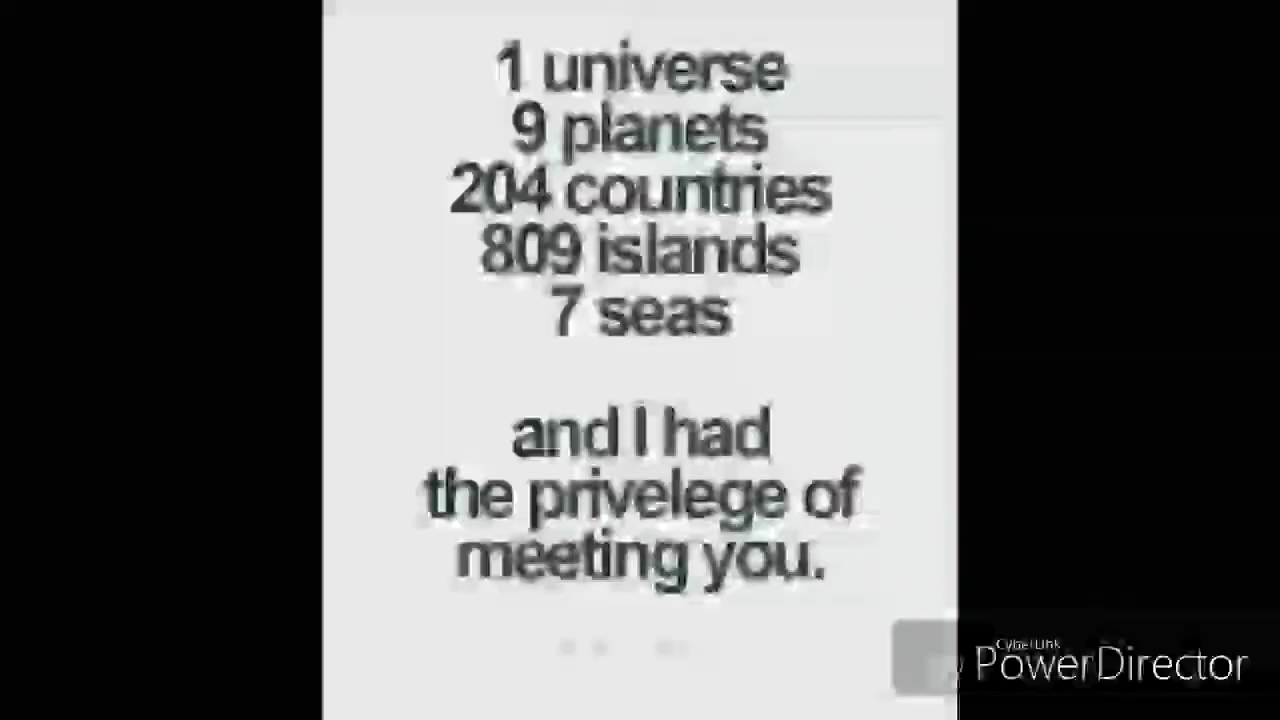 1 universe
9 planets
204 countries
809 islands
7 seas
and I had
the privelege of
meeting you.
CyberLink
PowerDirector